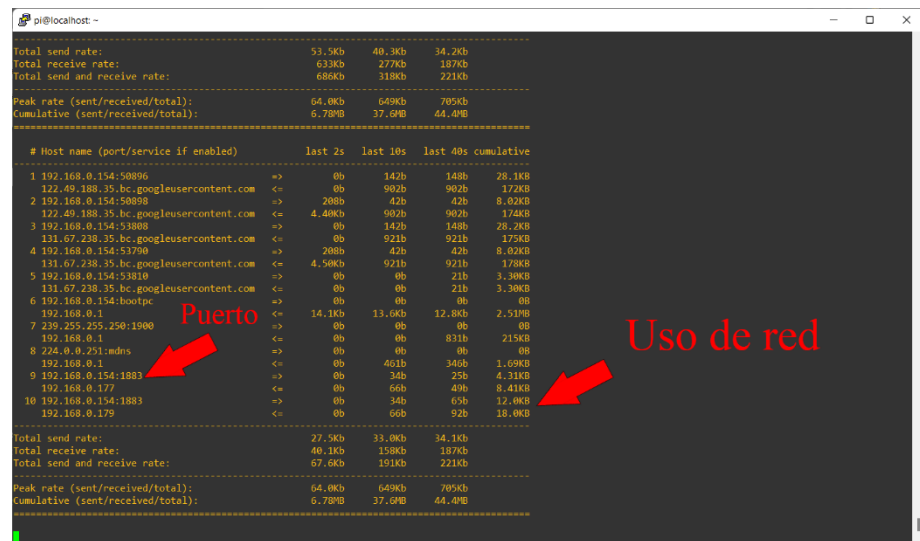 pi@localhost: ~
Total send rate: 53.5Kb 40.3Kb 34.2Kb
Total receive rate: 633Kb 277Kb 187Kb
Total send and receive rate: 686Kb 318Kb 221Kb
Peak rate (sent/received/total): 64.0Kb 649Kb 705Kb
Cumulative (sent/received/total): 6.78MB 37.6MB 44.4MB
# Host name (port/service if enabled) last 2s last 10s last 40s cumulative
1 192.168.0.154:50896 => 0b 142b 148b 28.1KB
122.49.188.35.bc.googleusercontent.com <= 0b 902b 902b 172KB
2 192.168.0.154:50898 => 208b 42b 42b 8.02KB
122.49.188.35.bc.googleusercontent.com <= 4.40Kb 902b 902b 174KB
3 192.168.0.154:53808 => 0b 142b 148b 28.2KB
131.67.238.35.bc.googleusercontent.com <= 0b 921b 921b 175KB
4 192.168.0.154:53790 => 208b 42b 42b 8.02KB
131.67.238.35.bc.googleusercontent.com <= 4.50Kb 921b 921b 178KB
5 192.168.0.154:53810 => 0b 0b 21b 3.30KB
131.67.238.35.bc.googleusercontent.com <= 0b 0b 21b 3.30KB
6 192.168.0.154:bootpc => 0b 0b 0b 0B
192.168.0.1 <= 14.1Kb 13.6Kb 12.8Kb 2.51MB
Puerto
7 239.255.255.250:1900 => 0b 0b 0b 0B
192.168.0.1 <= 0b 0b 831b 215KB
Uso de red
8 224.0.0.251:mdns => 0b 0b 0b 0B
192.168.0.1 <= 0b 461b 346b 1.69KB
9 192.168.0.154:1883 => 0b 34b 25b 4.31KB
192.168.0.177 <= 0b 66b 49b 8.41KB
10 192.168.0.154:1883 => 0b 34b 65b 12.0KB
192.168.0.179 <= 0b 66b 92b 18.0KB
Total send rate: 27.5Kb 33.0Kb 34.1Kb
Total receive rate: 40.1Kb 158Kb 187Kb
Total send and receive rate: 67.6Kb 191Kb 221Kb
Peak rate (sent/received/total): 64.0Kb 649Kb 705Kb
Cumulative (sent/received/total): 6.78MB 37.6MB 44.4MB